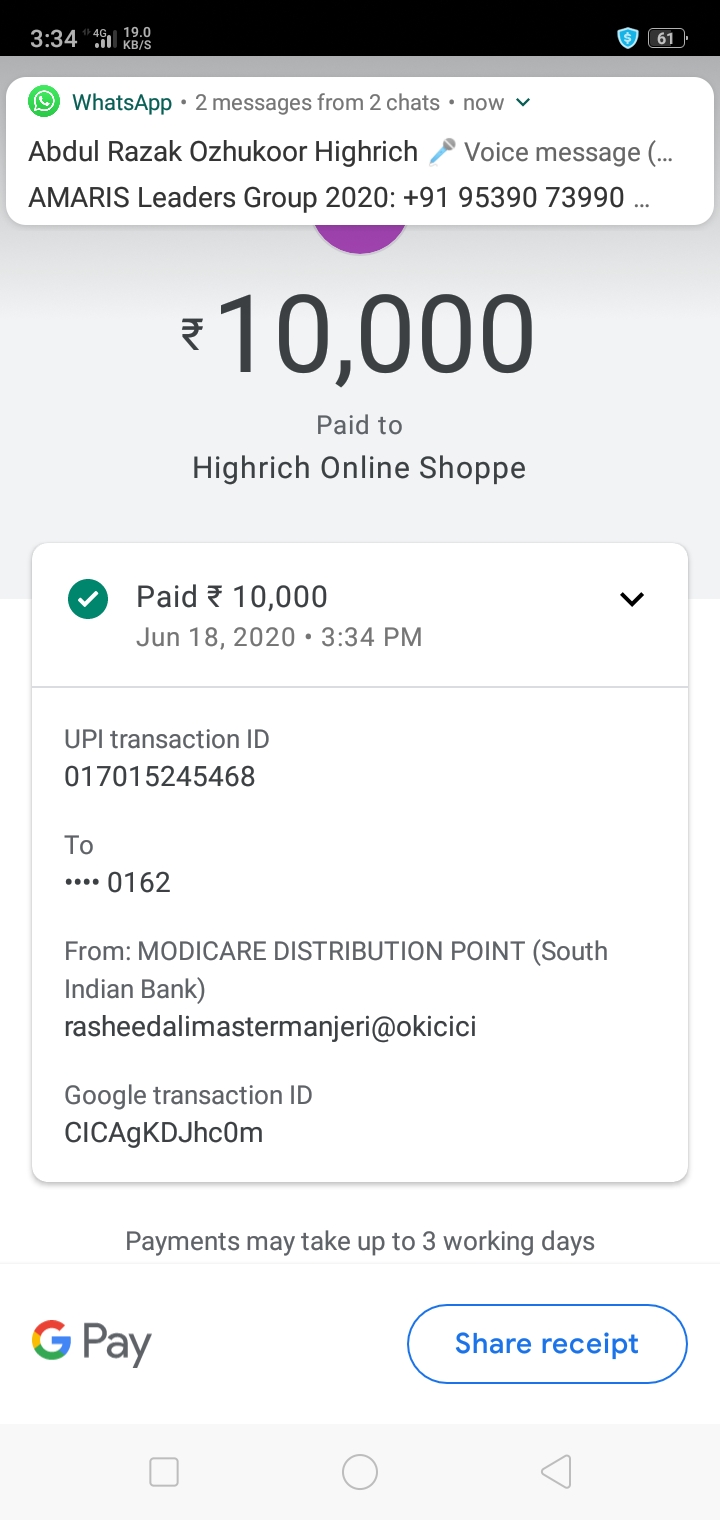 3:34 4G 19.0 KB/S 61
WhatsApp • 2 messages from 2 chats • now
Abdul Razak Ozhukoor Highrich 🎤 Voice message (...
AMARIS Leaders Group 2020: +91 95390 73990 ...
₹10,000
Paid to
Highrich Online Shoppe
Paid ₹ 10,000
Jun 18, 2020 • 3:34 PM
UPI transaction ID
017015245468
To
•••• 0162
From: MODICARE DISTRIBUTION POINT (South
Indian Bank)
rasheedalimastermanjeri@okicici
Google transaction ID
CICAgKDJhc0m
Payments may take up to 3 working days
G Pay
Share receipt